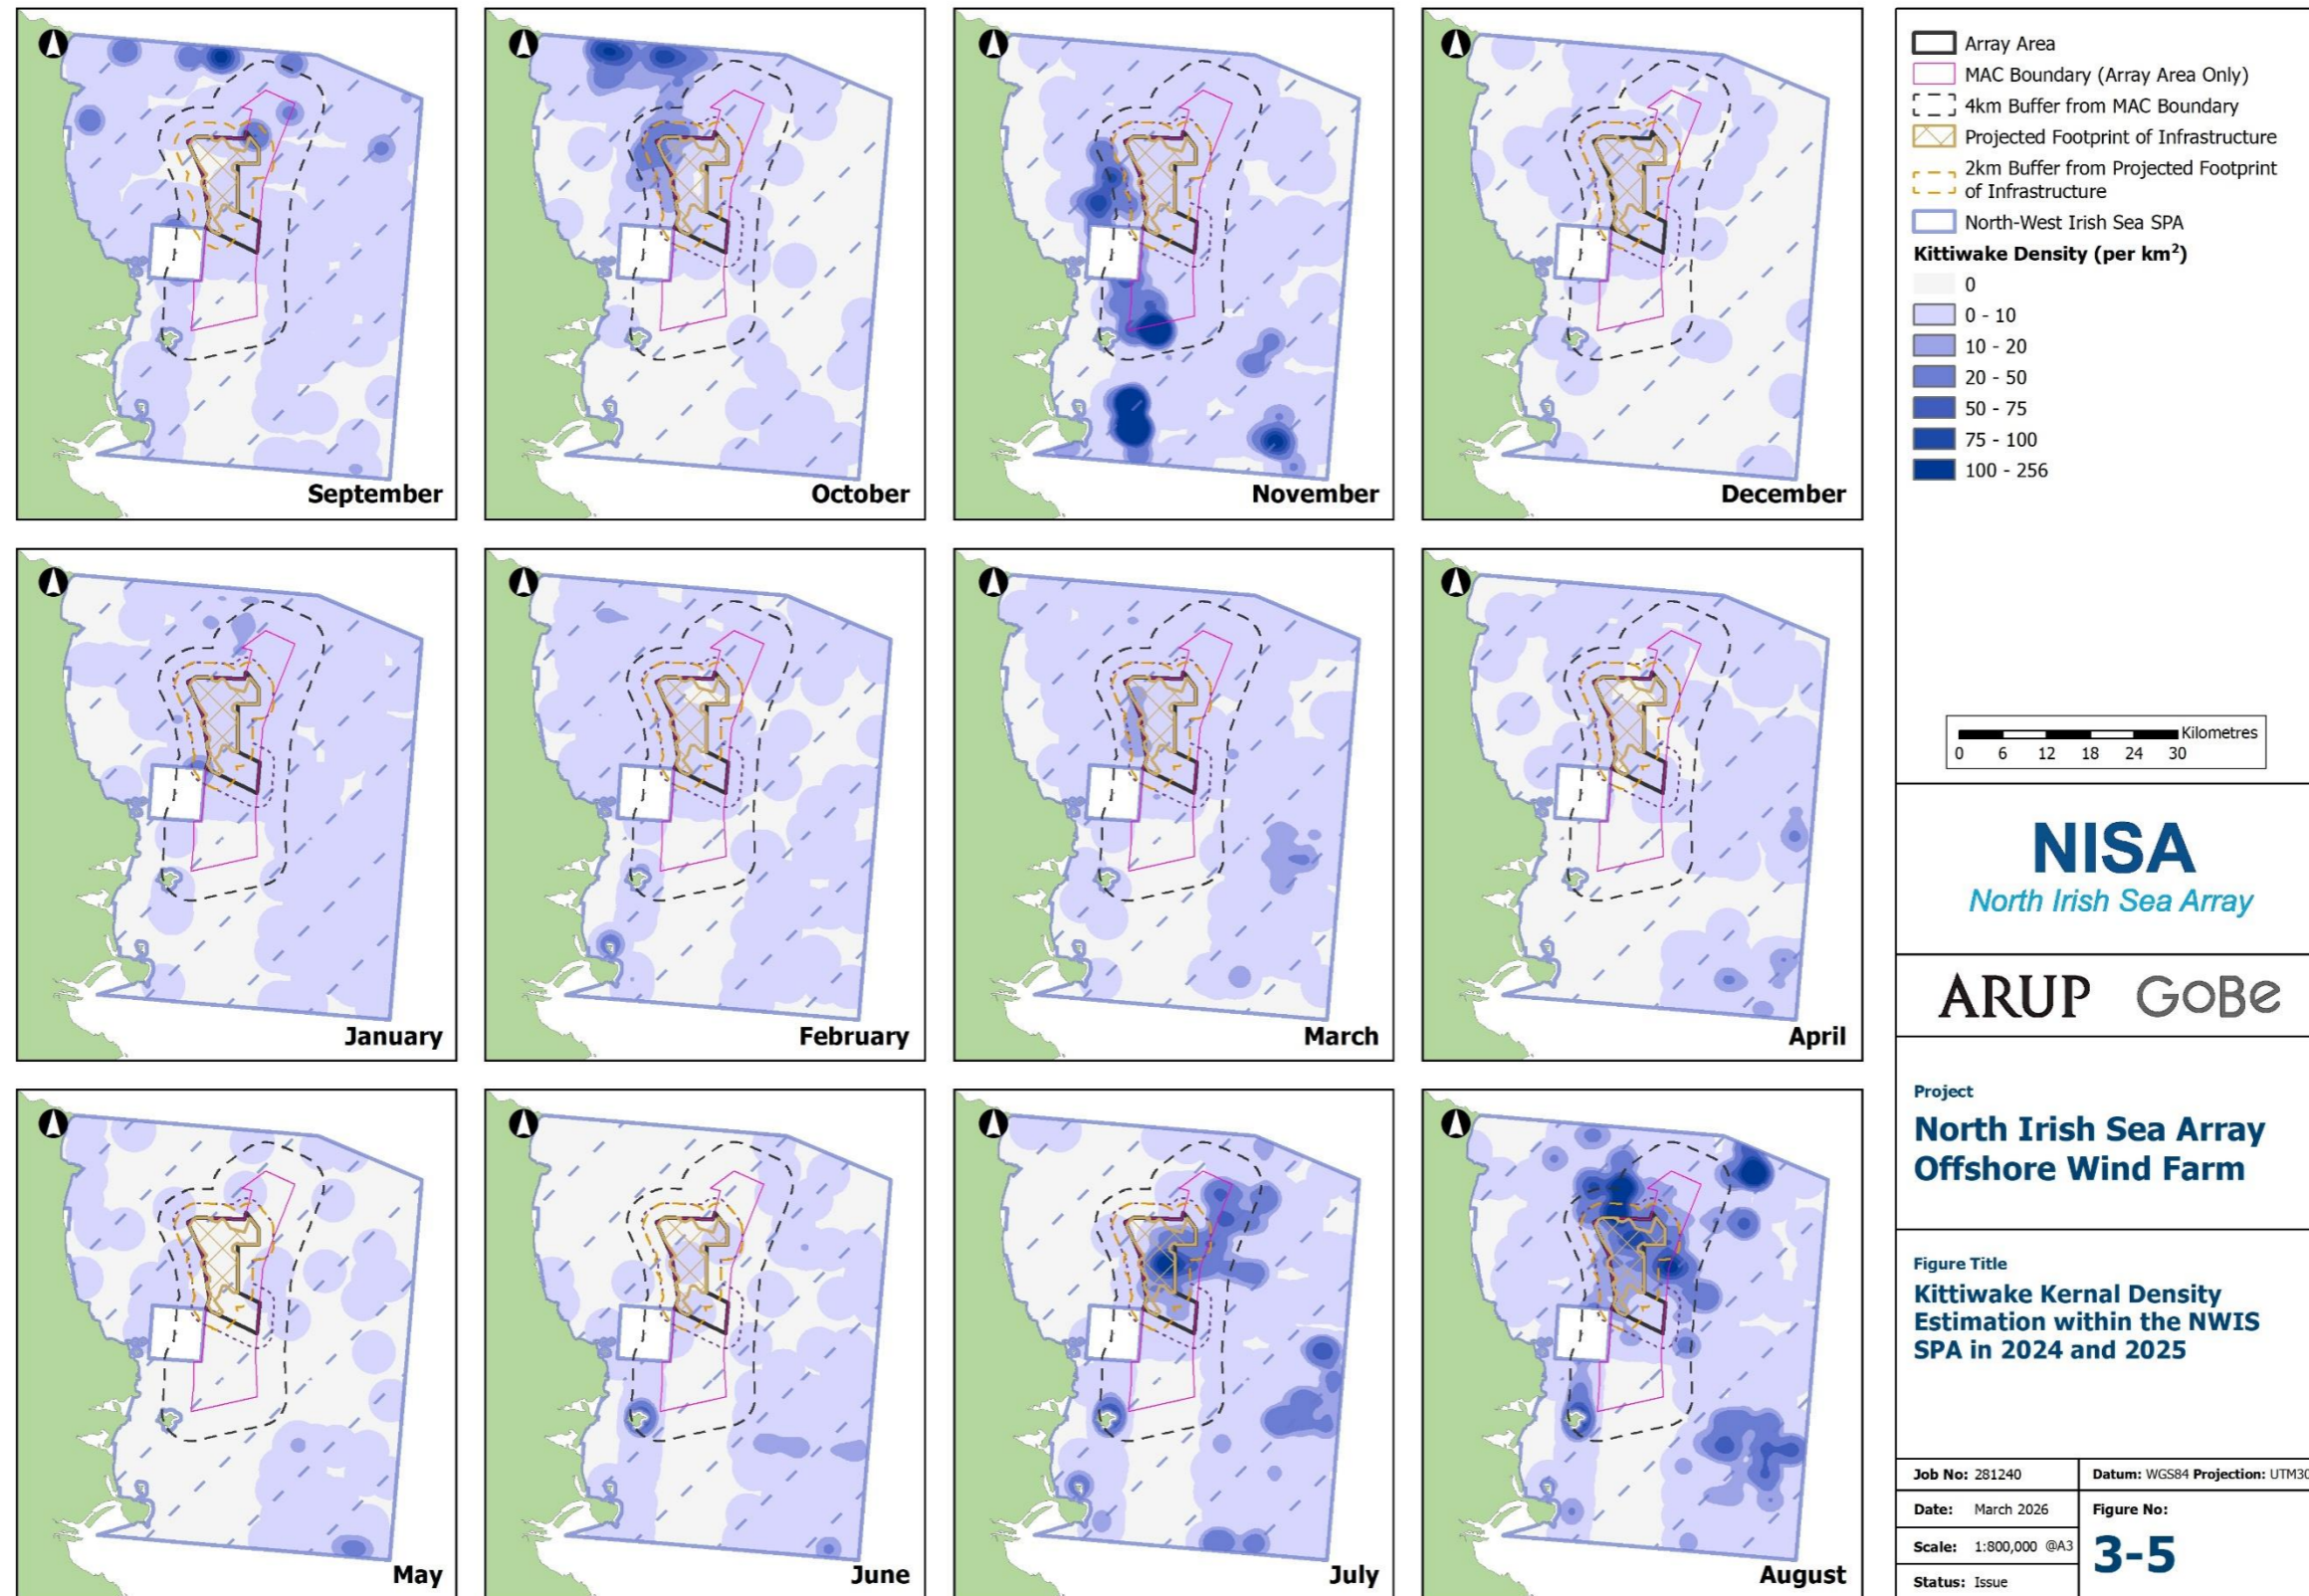 September
October
November
December
January
February
March
April
May
June
July
August
Array Area
MAC Boundary (Array Area Only)
4km Buffer from MAC Boundary
Projected Footprint of Infrastructure
2km Buffer from Projected Footprint
of Infrastructure
North-West Irish Sea SPA
Kittiwake Density (per km²)
0
0 - 10
10 - 20
20 - 50
50 - 75
75 - 100
100 - 256
Kilometres
0 6 12 18 24 30
NISA
North Irish Sea Array
ARUP GoBe
Project
North Irish Sea Array
Offshore Wind Farm
Figure Title
Kittiwake Kernal Density
Estimation within the NWIS
SPA in 2024 and 2025
Job No: 281240 Datum: WGS84 Projection: UTM30
Date: March 2026 Figure No:
Scale: 1:800,000 @A3 3-5
Status: Issue